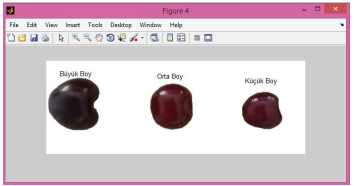 Figure 4
File Edit View Insert Tools Desktop Window Help
Büyük Boy
Orta Boy
Küçük Boy